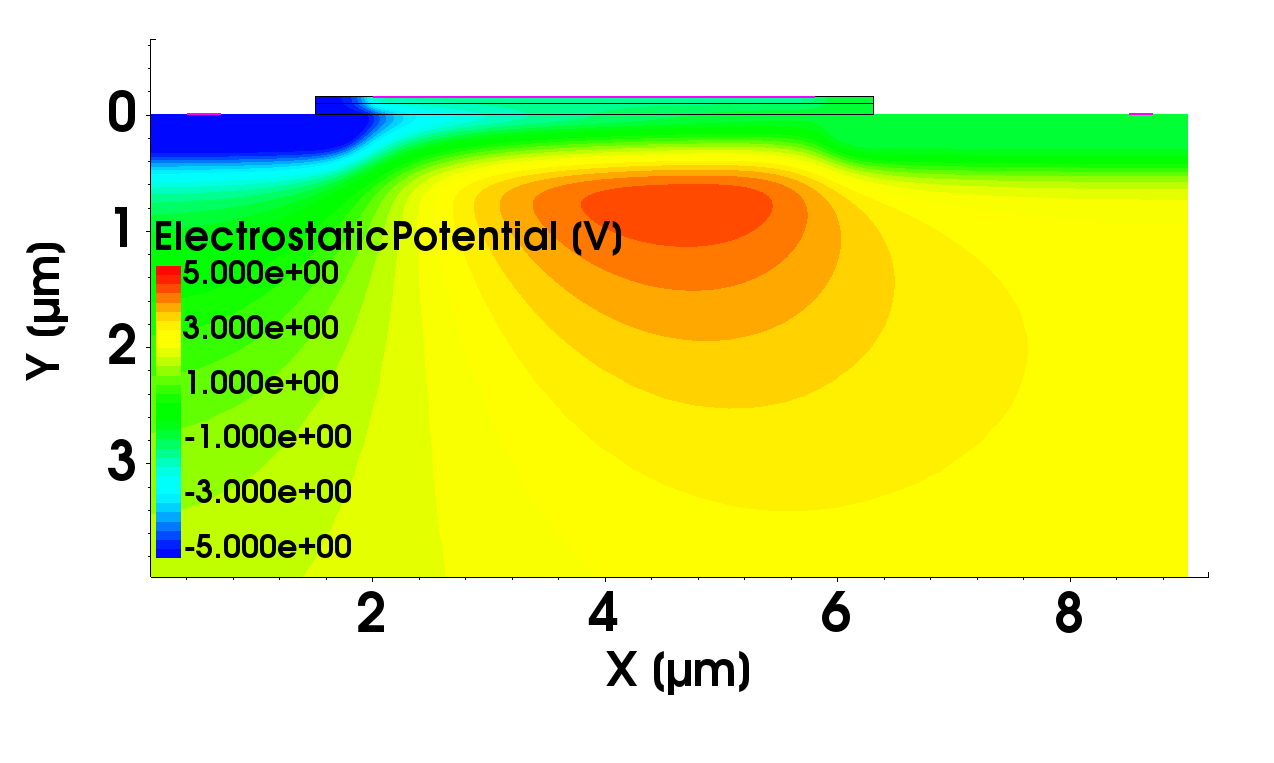 0
1
2
3
Y (µm)
ElectrostaticPotential (V)
5.000e+00
3.000e+00
1.000e+00
-1.000e+00
-3.000e+00
-5.000e+00
2 4 6 8
X (µm)